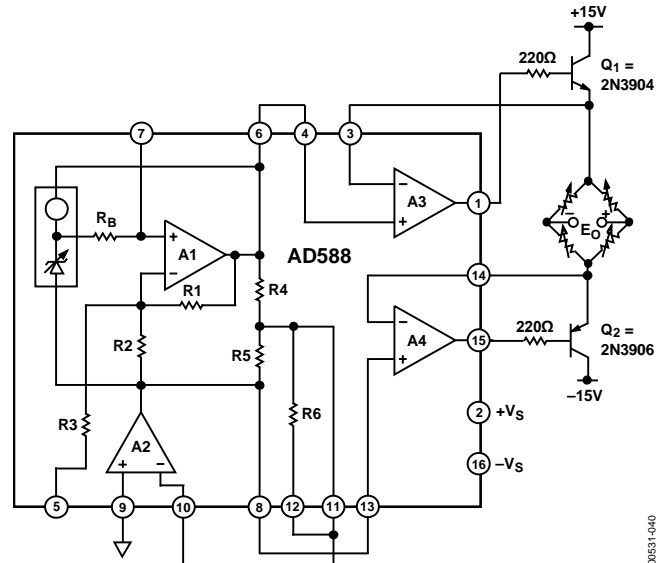 +15V
220Ω
Q1 =
2N3904
7
6
4
3
RB
A1
AD588
A3
1
EO
R1
R4
14
R2
R5
A4
15
220Ω
Q2 =
2N3906
–15V
R3
R6
A2
2
+VS
16
–VS
5
9
10
8
12
11
13
00531-040